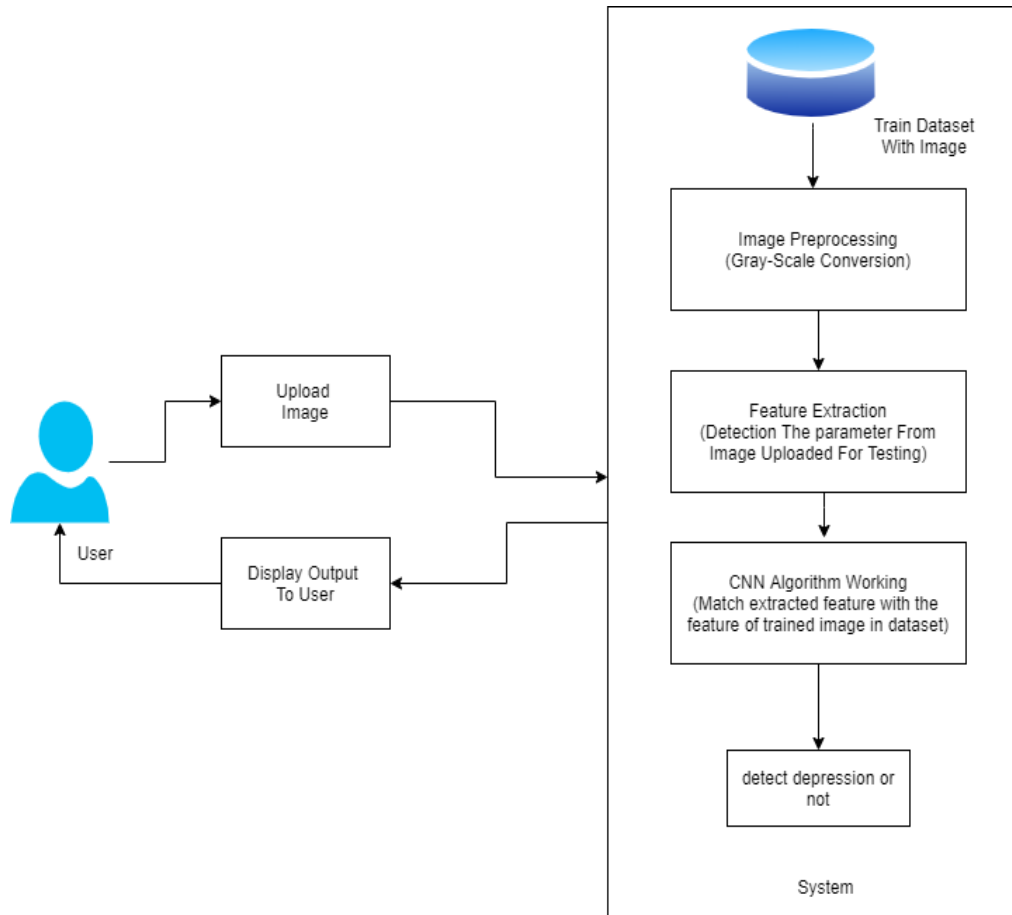 Train Dataset
With Image
Image Preprocessing
(Gray-Scale Conversion)
Upload
Image
Feature Extraction
(Detection The parameter From
Image Uploaded For Testing)
User
Display Output
To User
CNN Algorithm Working
(Match extracted feature with the
feature of trained image in dataset)
detect depression or
not
System